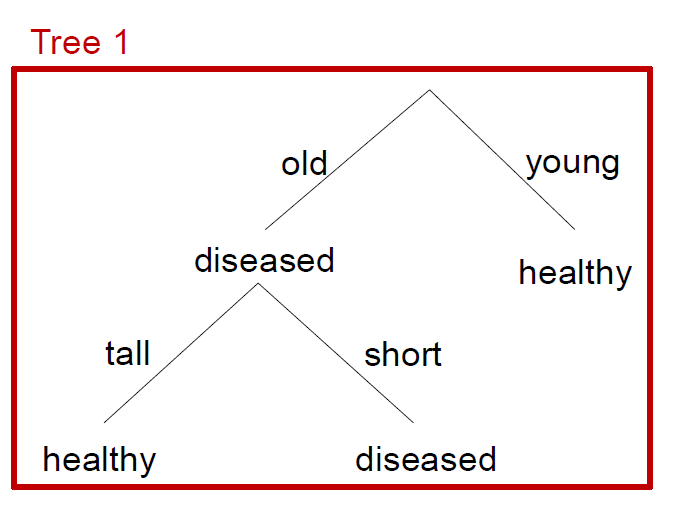 Tree 1
old
young
diseased
healthy
tall
short
healthy
diseased